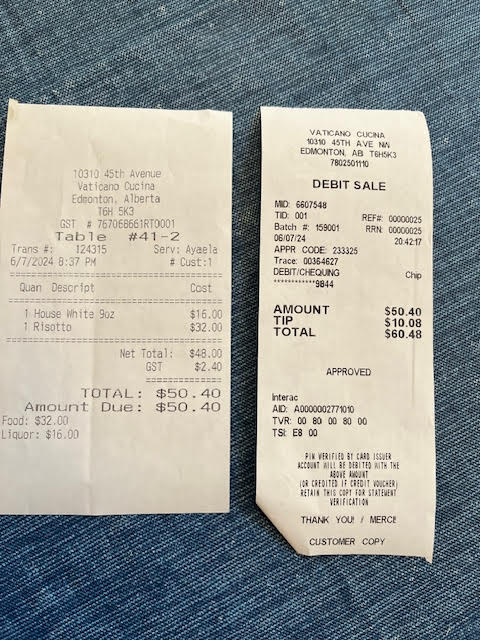 10310 45th Avenue
Vaticano Cucina
Edmonton, Alberta
T6H 5K3
GST # 767068661RT0001
Table #41-2
Trans #: 124315 Serv: Ayaela
6/7/2024 8:37 PM # Cust:1
Quan Descript Cost
1 House White 9oz $16.00
1 Risotto $32.00
Net Total: $48.00
GST $2.40
TOTAL: $50.40
Amount Due: $50.40
Food: $32.00
Liquor: $16.00
VATICANO CUCINA
10310 45TH AVE NW
EDMONTON, AB T6H5K3
7802501110
DEBIT SALE
MID: 6607548
TID: 001 REF#: 00000025
Batch #: 159001 RRN: 00000025
06/07/24 20:42:17
APPR CODE: 233325
Trace: 00364627
DEBIT/CHEQUING Chip
************9844
AMOUNT $50.40
TIP $10.08
TOTAL $60.48
APPROVED
Interac
AID: A0000002771010
TVR: 00 80 00 80 00
TSI: E8 00
PIN VERIFIED BY CARD ISSUER
ACCOUNT WILL BE DEBITED WITH THE
ABOVE AMOUNT
(OR CREDITED IF CREDIT VOUCHER)
RETAIN THIS COPY FOR STATEMENT
VERIFICATION
THANK YOU! / MERCI!
CUSTOMER COPY